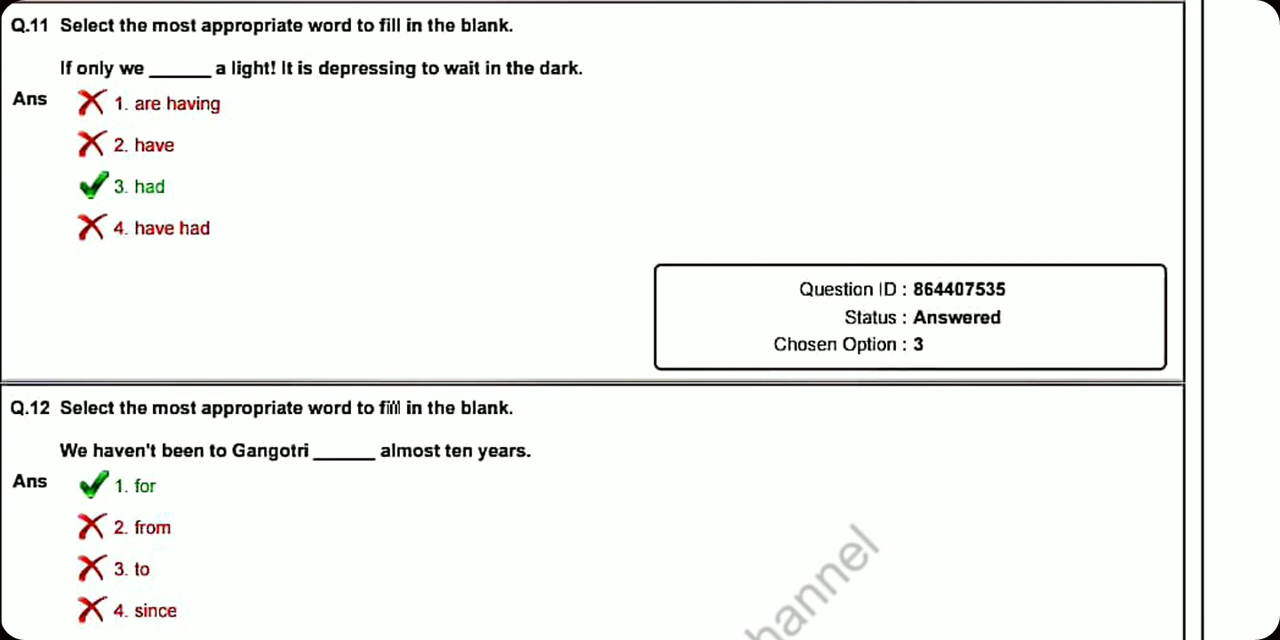 Q.11 Select the most appropriate word to fill in the blank.
If only we ______ a light! It is depressing to wait in the dark.
Ans 1. are having
2. have
3. had
4. have had
Question ID : 864407535
Status : Answered
Chosen Option : 3
Q.12 Select the most appropriate word to fill in the blank.
We haven't been to Gangotri ______ almost ten years.
Ans 1. for
2. from
3. to
4. since
hannel